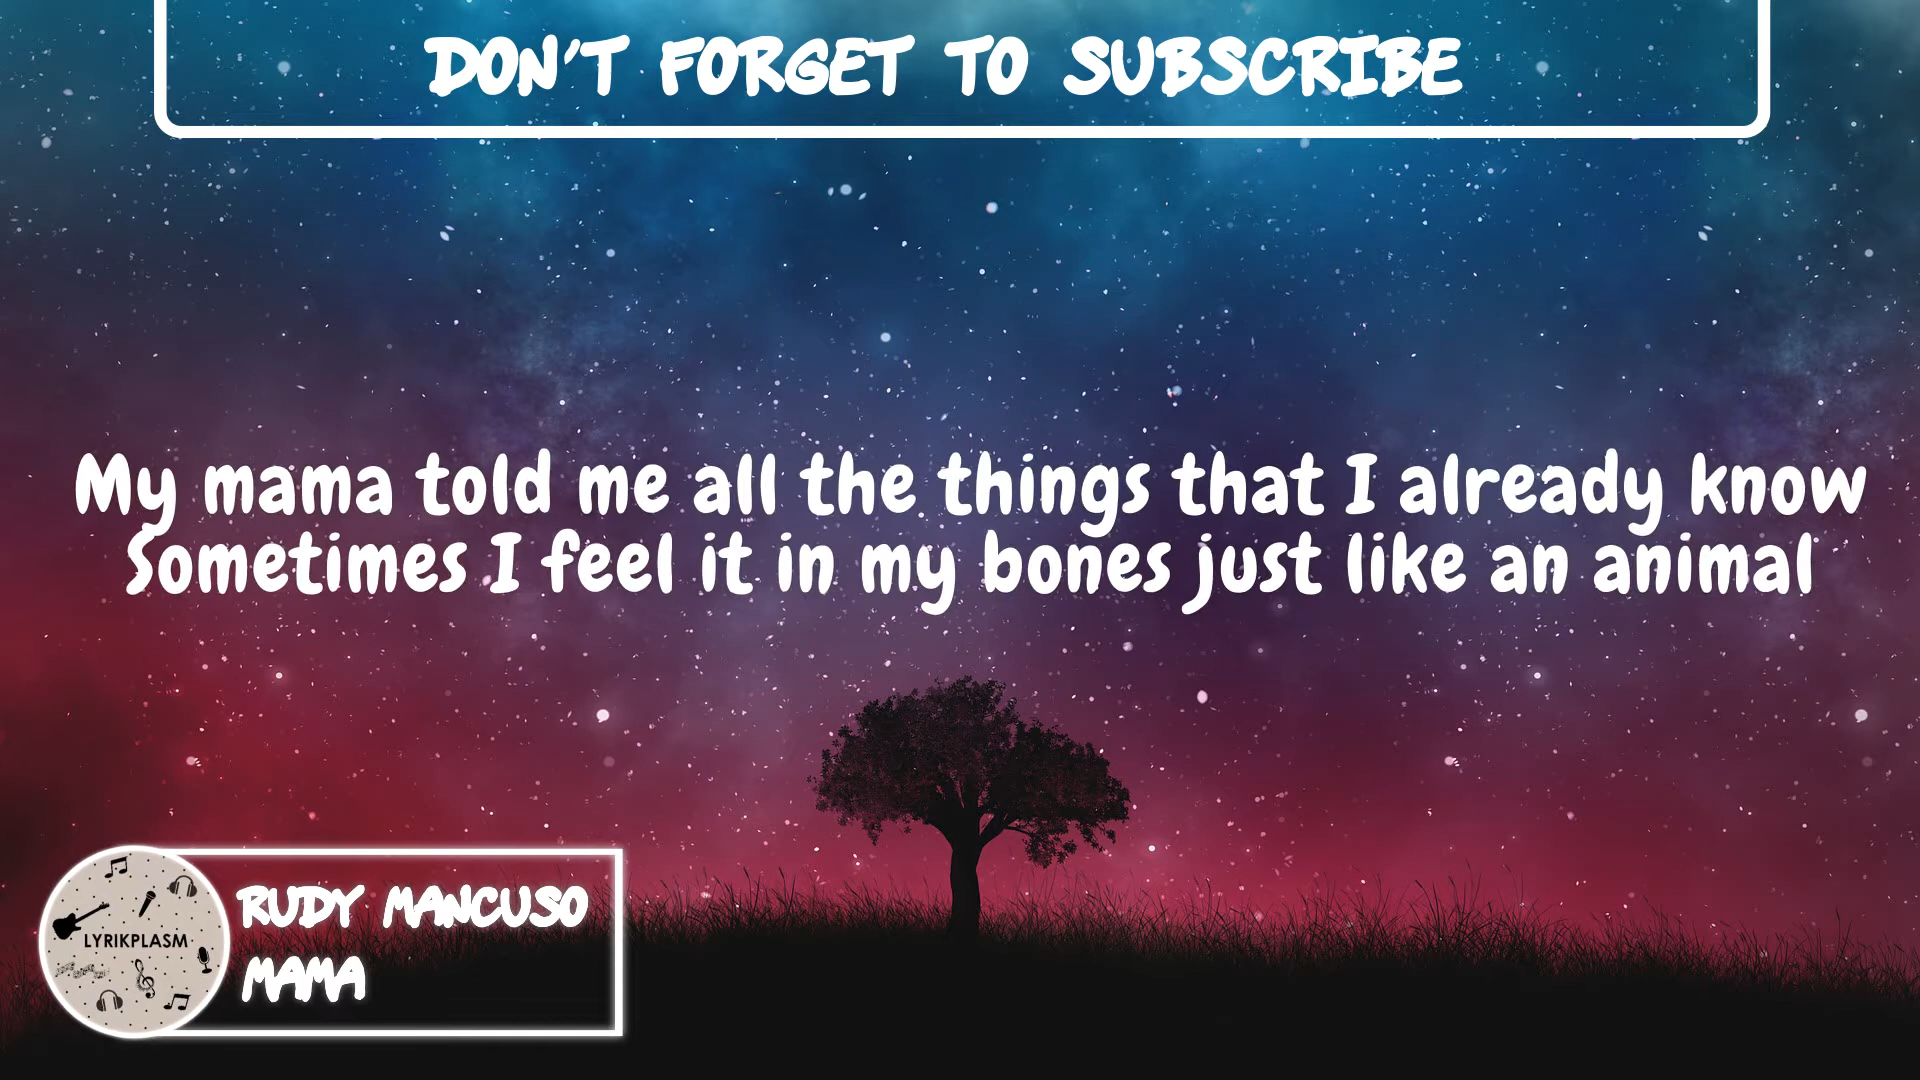 DON'T FORGET TO SUBSCRIBE
My mama told me all the things that I already know
Sometimes I feel it in my bones just like an animal
RUDY MANCUSO
MAMA
LYRIKPLASM